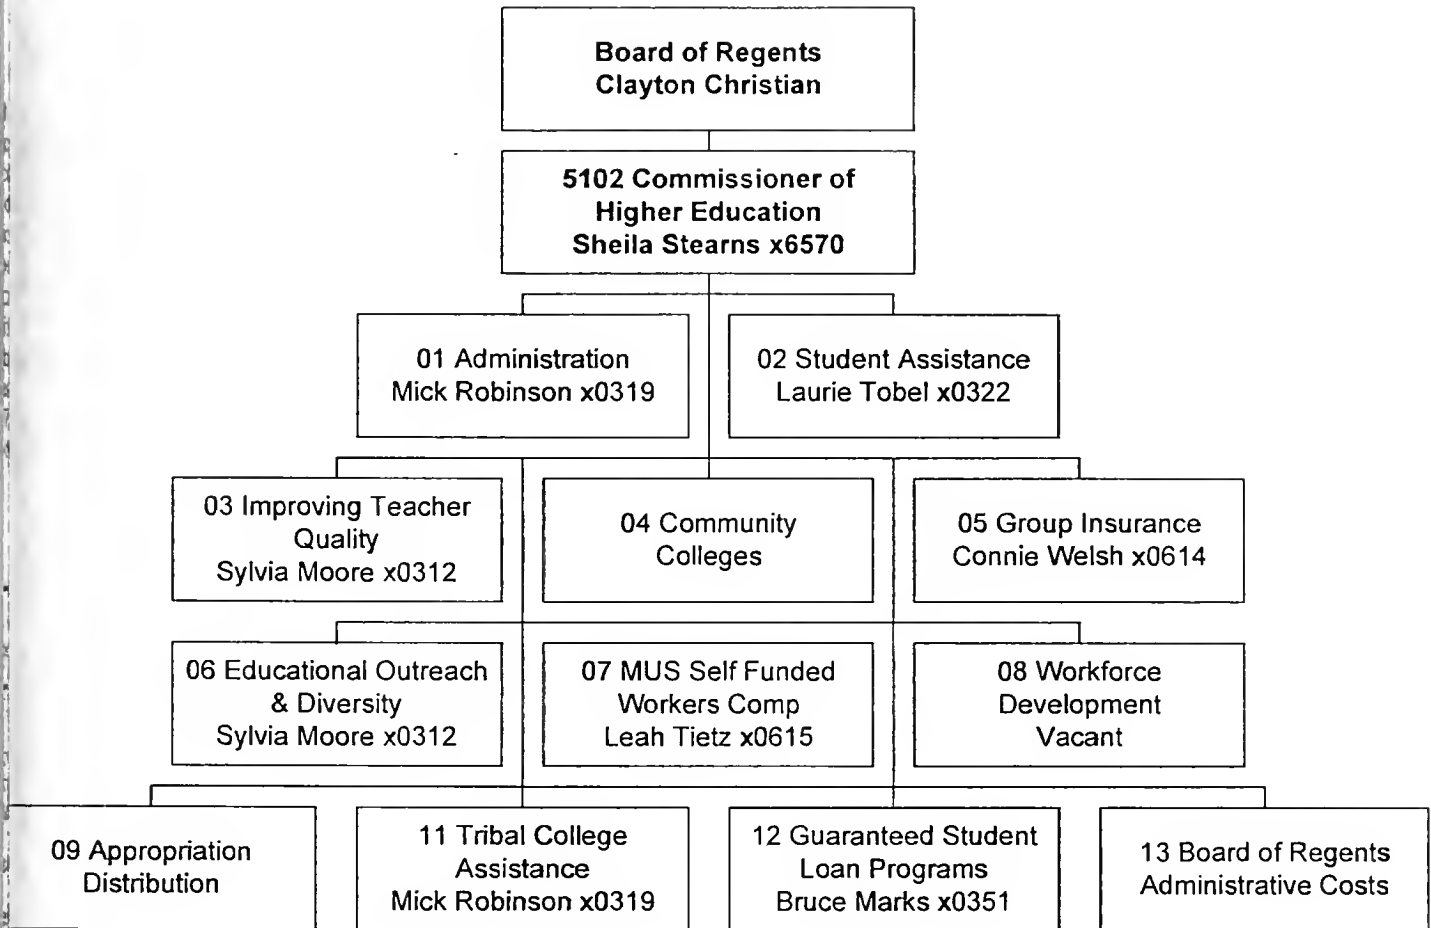 Board of Regents
Clayton Christian
5102 Commissioner of
Higher Education
Sheila Stearns x6570
01 Administration
Mick Robinson x0319
02 Student Assistance
Laurie Tobel x0322
03 Improving Teacher
Quality
Sylvia Moore x0312
04 Community
Colleges
05 Group Insurance
Connie Welsh x0614
06 Educational Outreach
& Diversity
Sylvia Moore x0312
07 MUS Self Funded
Workers Comp
Leah Tietz x0615
08 Workforce
Development
Vacant
09 Appropriation
Distribution
11 Tribal College
Assistance
Mick Robinson x0319
12 Guaranteed Student
Loan Programs
Bruce Marks x0351
13 Board of Regents
Administrative Costs